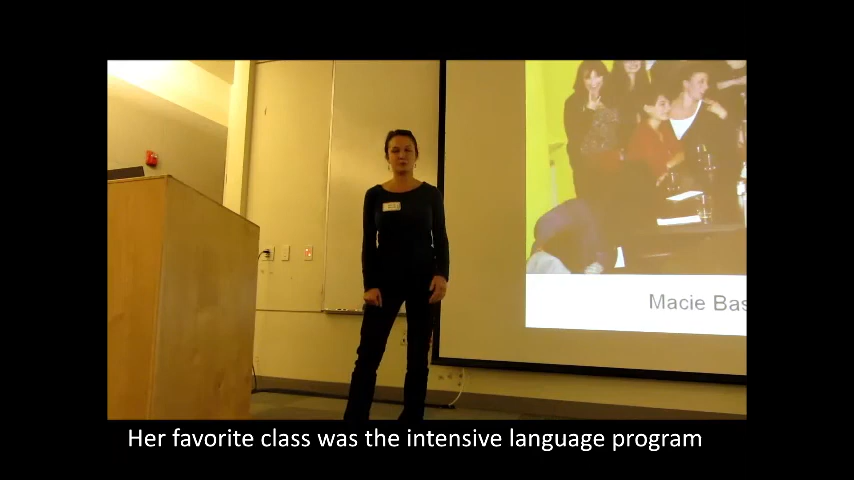 Macie Bas
Her favorite class was the intensive language program